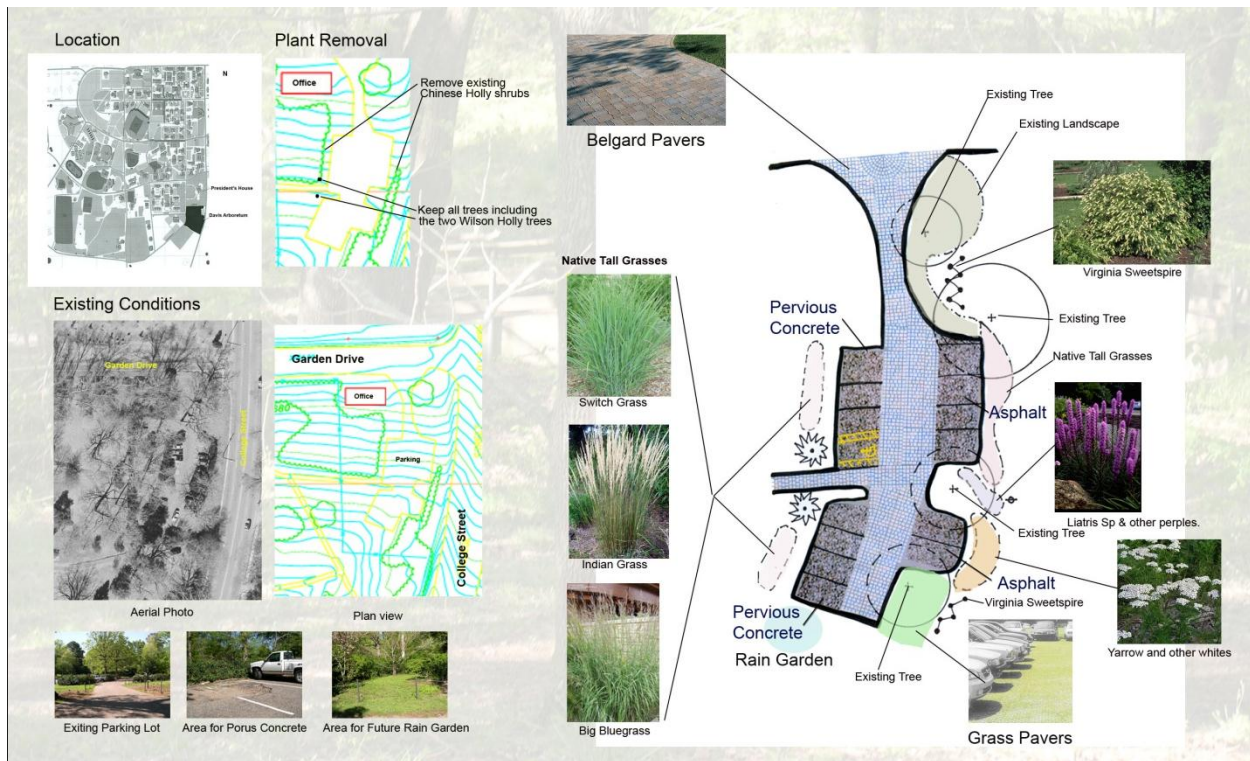 Location
N
President's House
Davis Arboretum
Plant Removal
Office
Remove existing
Chinese Holly shrubs
Keep all trees including
the two Wilson Holly trees
Existing Conditions
Garden Drive
College Street
Aerial Photo
Garden Drive
Office
680
Parking
College Street
Plan view
Exiting Parking Lot
Area for Porus Concrete
Area for Future Rain Garden
Belgard Pavers
Native Tall Grasses
Switch Grass
Indian Grass
Big Bluegrass
Existing Tree
Existing Landscape
Virginia Sweetspire
Pervious
Concrete
Existing Tree
Native Tall Grasses
Asphalt
Liatris Sp & other perples.
Existing Tree
Asphalt
Virginia Sweetspire
Yarrow and other whites
Pervious
Concrete
Rain Garden
Existing Tree
Grass Pavers